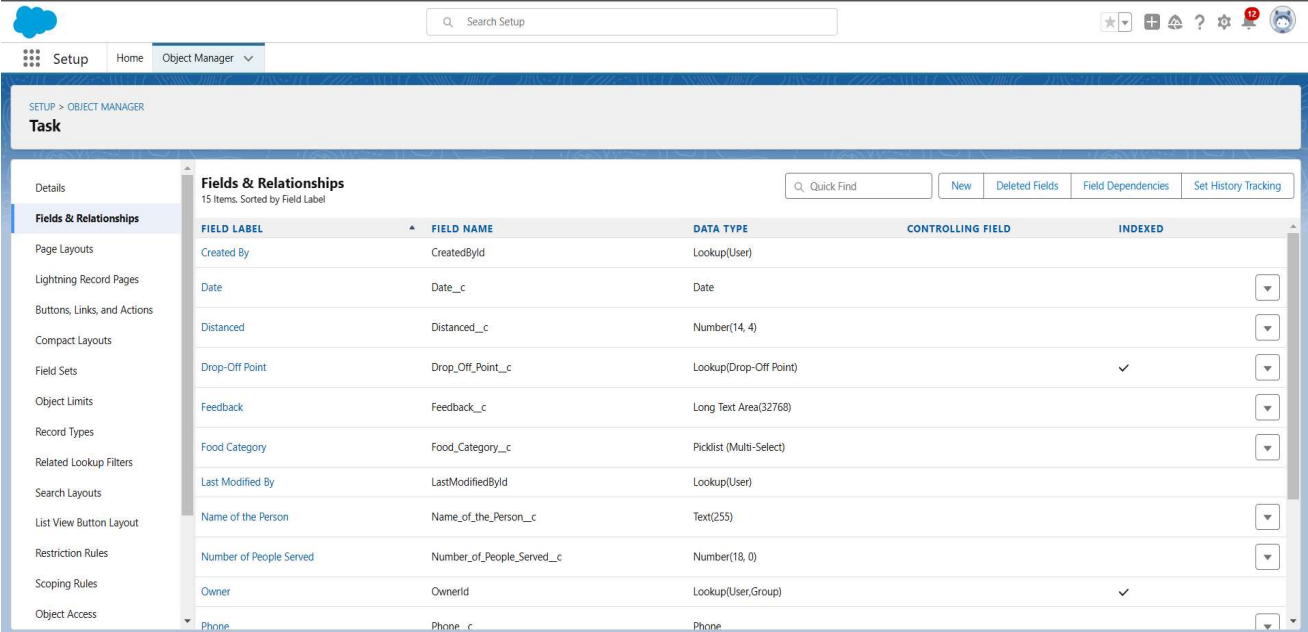 Search Setup
12
Setup
Home
Object Manager
SETUP > OBJECT MANAGER
Task
Details
Fields & Relationships
Page Layouts
Lightning Record Pages
Buttons, Links, and Actions
Compact Layouts
Field Sets
Object Limits
Record Types
Related Lookup Filters
Search Layouts
List View Button Layout
Restriction Rules
Scoping Rules
Object Access
Fields & Relationships
15 Items, Sorted by Field Label
Quick Find
New
Deleted Fields
Field Dependencies
Set History Tracking
FIELD LABEL FIELD NAME DATA TYPE CONTROLLING FIELD INDEXED
Created By CreatedById Lookup(User)
Date Date__c Date
Distanced Distanced__c Number(14, 4)
Drop-Off Point Drop_Off_Point__c Lookup(Drop-Off Point)
Feedback Feedback__c Long Text Area(32768)
Food Category Food_Category__c Picklist (Multi-Select)
Last Modified By LastModifiedById Lookup(User)
Name of the Person Name_of_the_Person__c Text(255)
Number of People Served Number_of_People_Served__c Number(18, 0)
Owner OwnerId Lookup(User,Group)
Phone Phone__c Phone